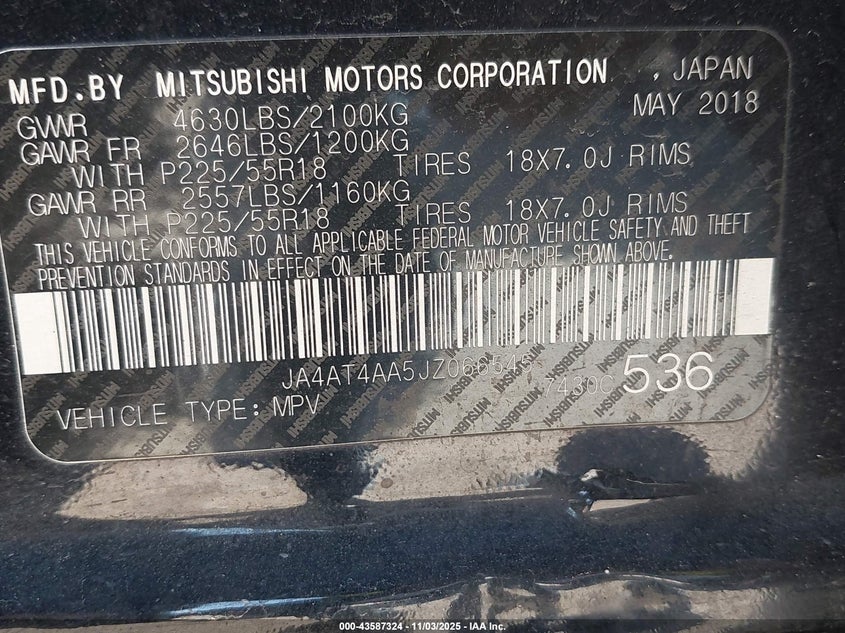 MFD.BY MITSUBISHI MOTORS CORPORATION , JAPAN
GVWR 4630LBS/2100KG MAY 2018
GAWR FR 2646LBS/1200KG
WITH P225/55R18 TIRES 18X7.0J RIMS
GAWR RR 2557LBS/1160KG
WITH P225/55R18 TIRES 18X7.0J RIMS
THIS VEHICLE CONFORMS TO ALL APPLICABLE FEDERAL MOTOR VEHICLE SAFETY AND THEFT
PREVENTION STANDARDS IN EFFECT ON THE DATE OF MANUFACTURE SHOWN ABOVE.
7430C 536
VEHICLE TYPE: MPV
000-43587324 - 11/03/2025 - IAA Inc.